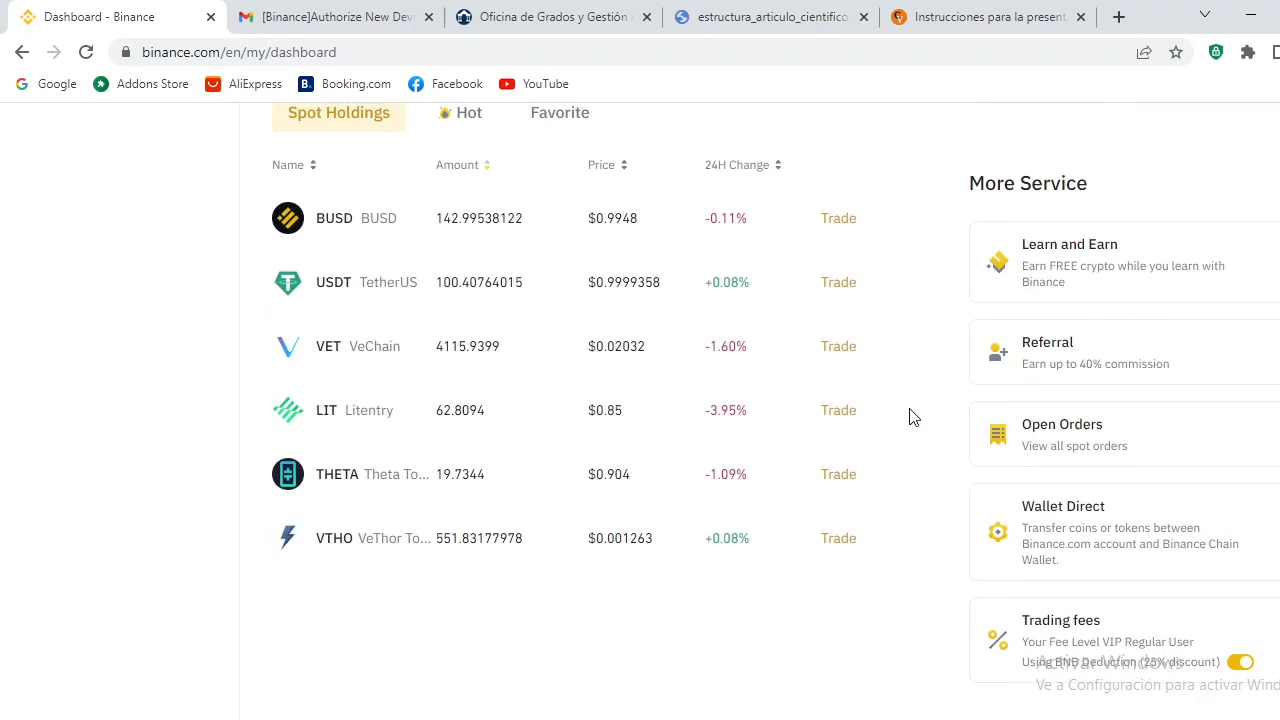 Dashboard - Binance
[Binance]Authorize New Devi
Oficina de Grados y Gestión
estructura_articulo_cientifico
Instrucciones para la present
binance.com/en/my/dashboard
Google Addons Store AliExpress Booking.com Facebook YouTube
Spot Holdings Hot Favorite
Name Amount Price 24H Change
BUSD BUSD 142.99538122 $0.9948 -0.11% Trade
USDT TetherUS 100.40764015 $0.9999358 +0.08% Trade
VET VeChain 4115.9399 $0.02032 -1.60% Trade
LIT Litentry 62.8094 $0.85 -3.95% Trade
THETA Theta To... 19.7344 $0.904 -1.09% Trade
VTHO VeThor To... 551.83177978 $0.001263 +0.08% Trade
More Service
Learn and Earn
Earn FREE crypto while you learn with
Binance
Referral
Earn up to 40% commission
Open Orders
View all spot orders
Wallet Direct
Transfer coins or tokens between
Binance.com account and Binance Chain
Wallet.
Trading fees
Your Fee Level VIP Regular User
Using BNB Deduction (25% discount)
Activar Windows
Ve a Configuración para activar Wind